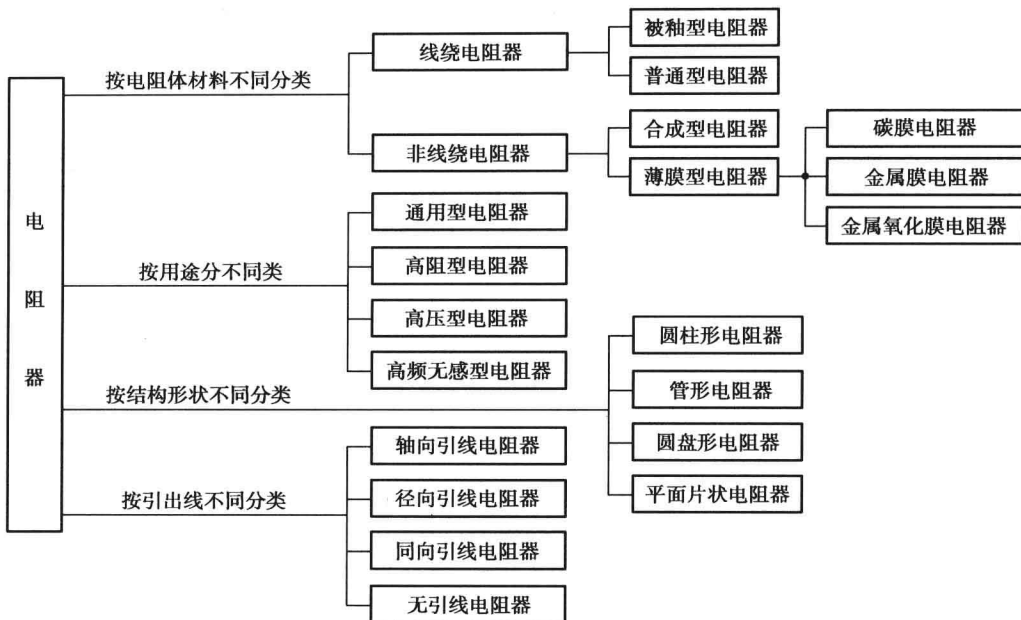 电阻器
按电阻体材料不同分类
线绕电阻器
被釉型电阻器
普通型电阻器
非线绕电阻器
合成型电阻器
薄膜型电阻器
碳膜电阻器
金属膜电阻器
金属氧化膜电阻器
按用途分不同类
通用型电阻器
高阻型电阻器
高压型电阻器
高频无感型电阻器
按结构形状不同分类
圆柱形电阻器
管形电阻器
圆盘形电阻器
平面片状电阻器
按引出线不同分类
轴向引线电阻器
径向引线电阻器
同向引线电阻器
无引线电阻器